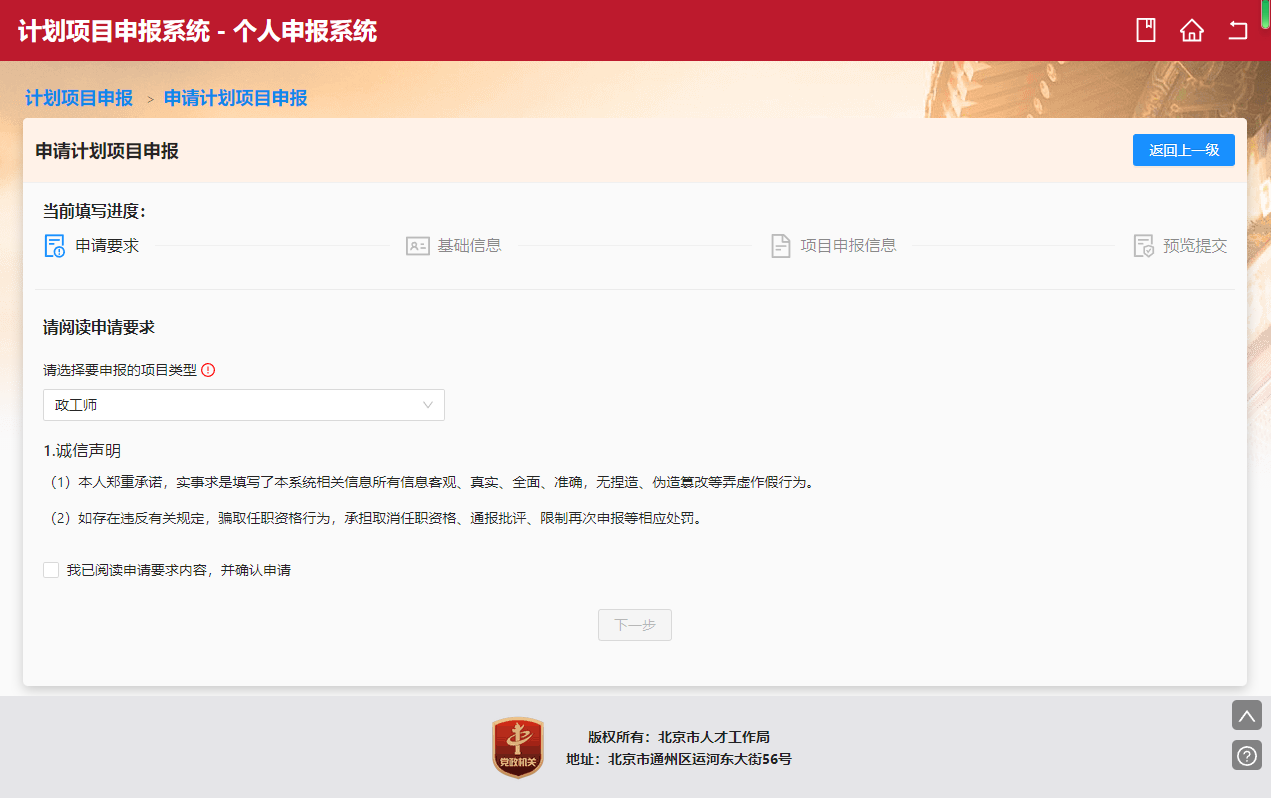 计划项目申报系统 - 个人申报系统
计划项目申报 > 申请计划项目申报
申请计划项目申报
返回上一级
当前填写进度：
申请要求
基础信息
项目申报信息
预览提交
请阅读申请要求
请选择要申报的项目类型
政工师
1.诚信声明
（1）本人郑重承诺，实事求是填写了本系统相关信息所有信息客观、真实、全面、准确，无捏造、伪造篡改等弄虚作假行为。
（2）如存在违反有关规定，骗取任职资格行为，承担取消任职资格、通报批评、限制再次申报等相应处罚。
我已阅读申请要求内容，并确认申请
下一步
党政机关
版权所有：北京市人才工作局
地址：北京市通州区运河东大街56号